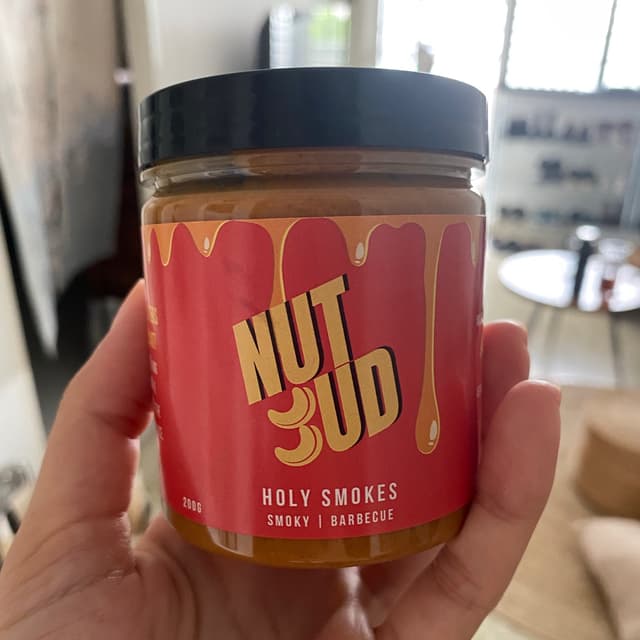 NUT
BUD
HOLY SMOKES
SMOKY | BARBECUE
200G